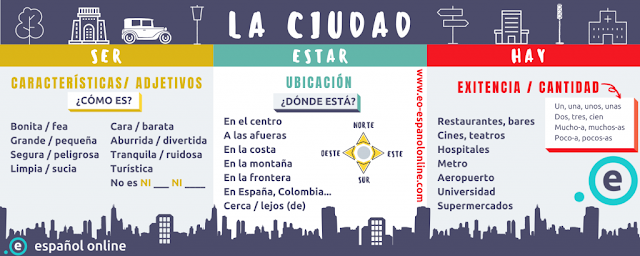 LA CIUDAD
SER
CARACTERÍSTICAS/ ADJETIVOS
¿CÓMO ES?
Bonita / fea
Grande / pequeña
Segura / peligrosa
Limpia / sucia
Cara / barata
Aburrida / divertida
Tranquila / ruidosa
Turística
No es NI ___ NI ___
ESTAR
UBICACIÓN
¿DÓNDE ESTÁ?
En el centro
A las afueras
En la costa
En la montaña
En la frontera
En España, Colombia...
Cerca / lejos (de)
NORTE
OESTE
ESTE
SUR
www.eo-espanolonline.com
HAY
EXITENCIA / CANTIDAD
Un, una, unos, unas
Dos, tres, cien
Mucho-a, muchos-as
Poco-a, pocos-as
Restaurantes, bares
Cines, teatros
Hospitales
Metro
Aeropuerto
Universidad
Supermercados
e
e español online